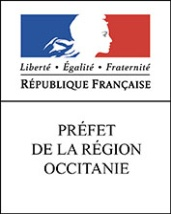 Liberté • Égalité • Fraternité
RÉPUBLIQUE FRANÇAISE
PRÉFET
DE LA RÉGION
OCCITANIE